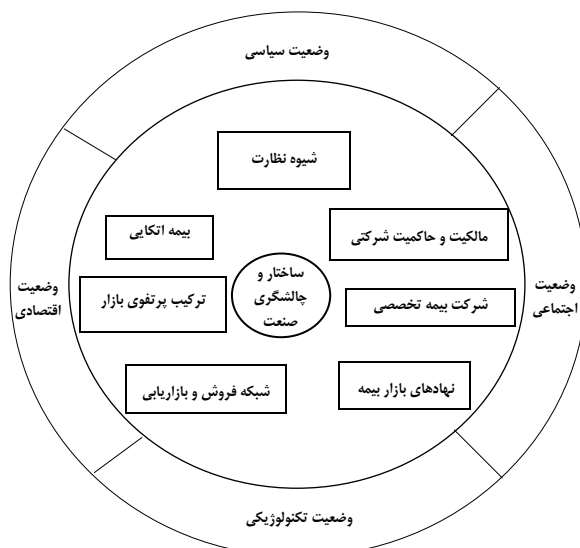 وضعیت سیاسی
شیوه نظارت
مالکیت و حاکمیت شرکتی
بیمه اتکایی
ساختار و
چالشگری
صنعت
وضعیت
اجتماعی
وضعیت
اقتصادی
شرکت بیمه تخصصی
ترکیب پرتفوی بازار
نهادهای بازار بیمه
شبکه فروش و بازاریابی
وضعیت تکنولوژیکی